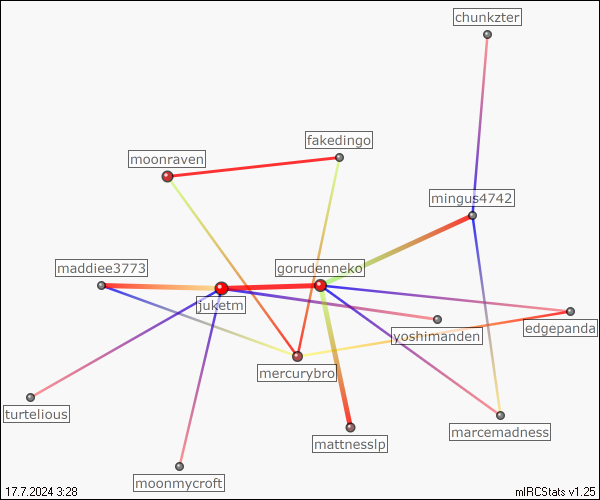 chunkzter
fakedingo
moonraven
mingus4742
maddiee3773
gorudenneko
juketm
yoshimanden
edgepanda
mercurybro
turtelious
mattnesslp
marcemadness
moonmycroft
17.7.2024 3:28
mIRCStats v1.25